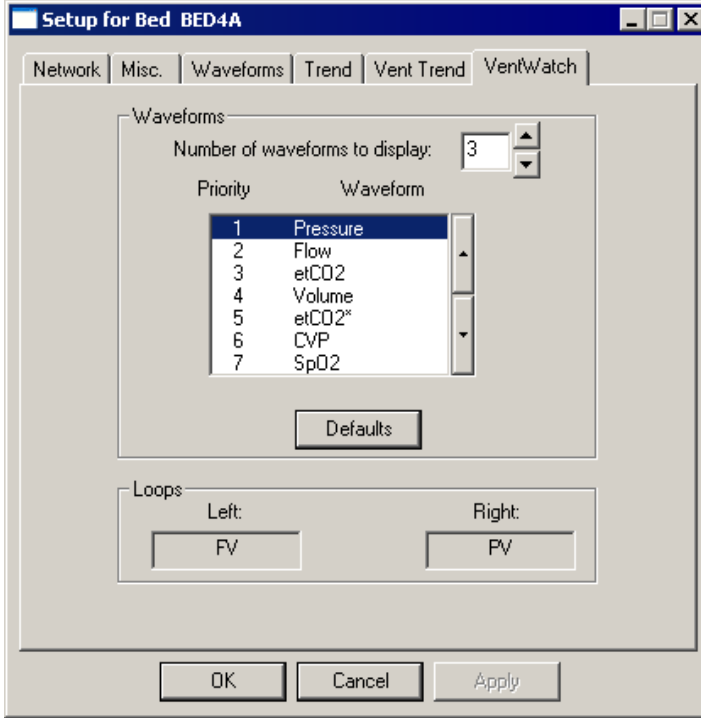 Setup for Bed BED4A
Network Misc. Waveforms Trend Vent Trend VentWatch
Waveforms
Number of waveforms to display: 3
Priority Waveform
1 Pressure
2 Flow
3 etCO2
4 Volume
5 etCO2*
6 CVP
7 SpO2
Defaults
Loops
Left: Right:
FV PV
OK Cancel Apply